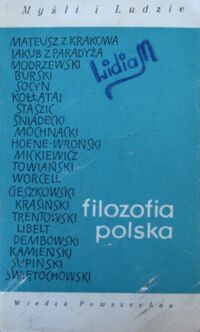 Myśli i Ludzie
MATEUSZ Z KRAKOWA
JAKUB Z PARADYŻA
MODRZEWSKI
BURSKI
SOCYN
KOŁŁĄTAJ
STASZIC
ŚNIADECKI
MOCHNACKI
HOENE-WROŃSKI
MICKIEWICZ
TOWIAŃSKI
WORCELL
CIESZKOWSKI
KRASIŃSKI
TRENTOWSKI
LIBELT
DEMBOWSKI
KAMIEŃSKI
SUPIŃSKI
ŚWIĘTOCHOWSKI
WidiaM
filozofia
polska
Wiedza Powszechna